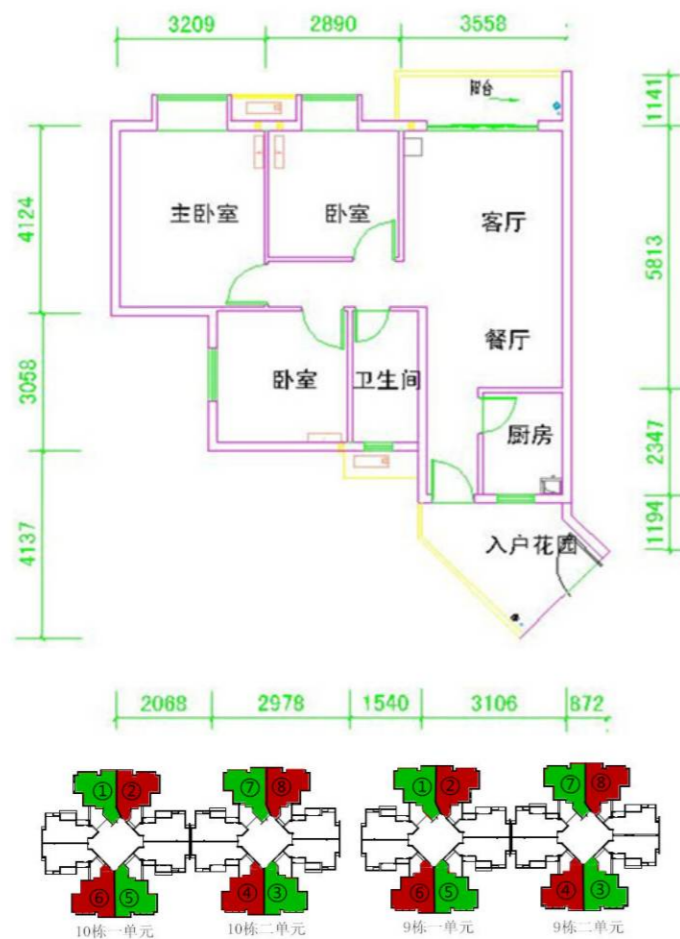 3209 2890 3558
阳台
1141
4124
主卧室 卧室 客厅
5813
餐厅
3058
卧室 卫生间
厨房
2347
4137
入户花园
1194
2068 2978 1540 3106 872
① ② ⑦ ⑧ ① ② ⑦ ⑧
⑥ ⑤ ④ ③ ⑥ ⑤ ④ ③
10栋一单元 10栋二单元 9栋一单元 9栋二单元